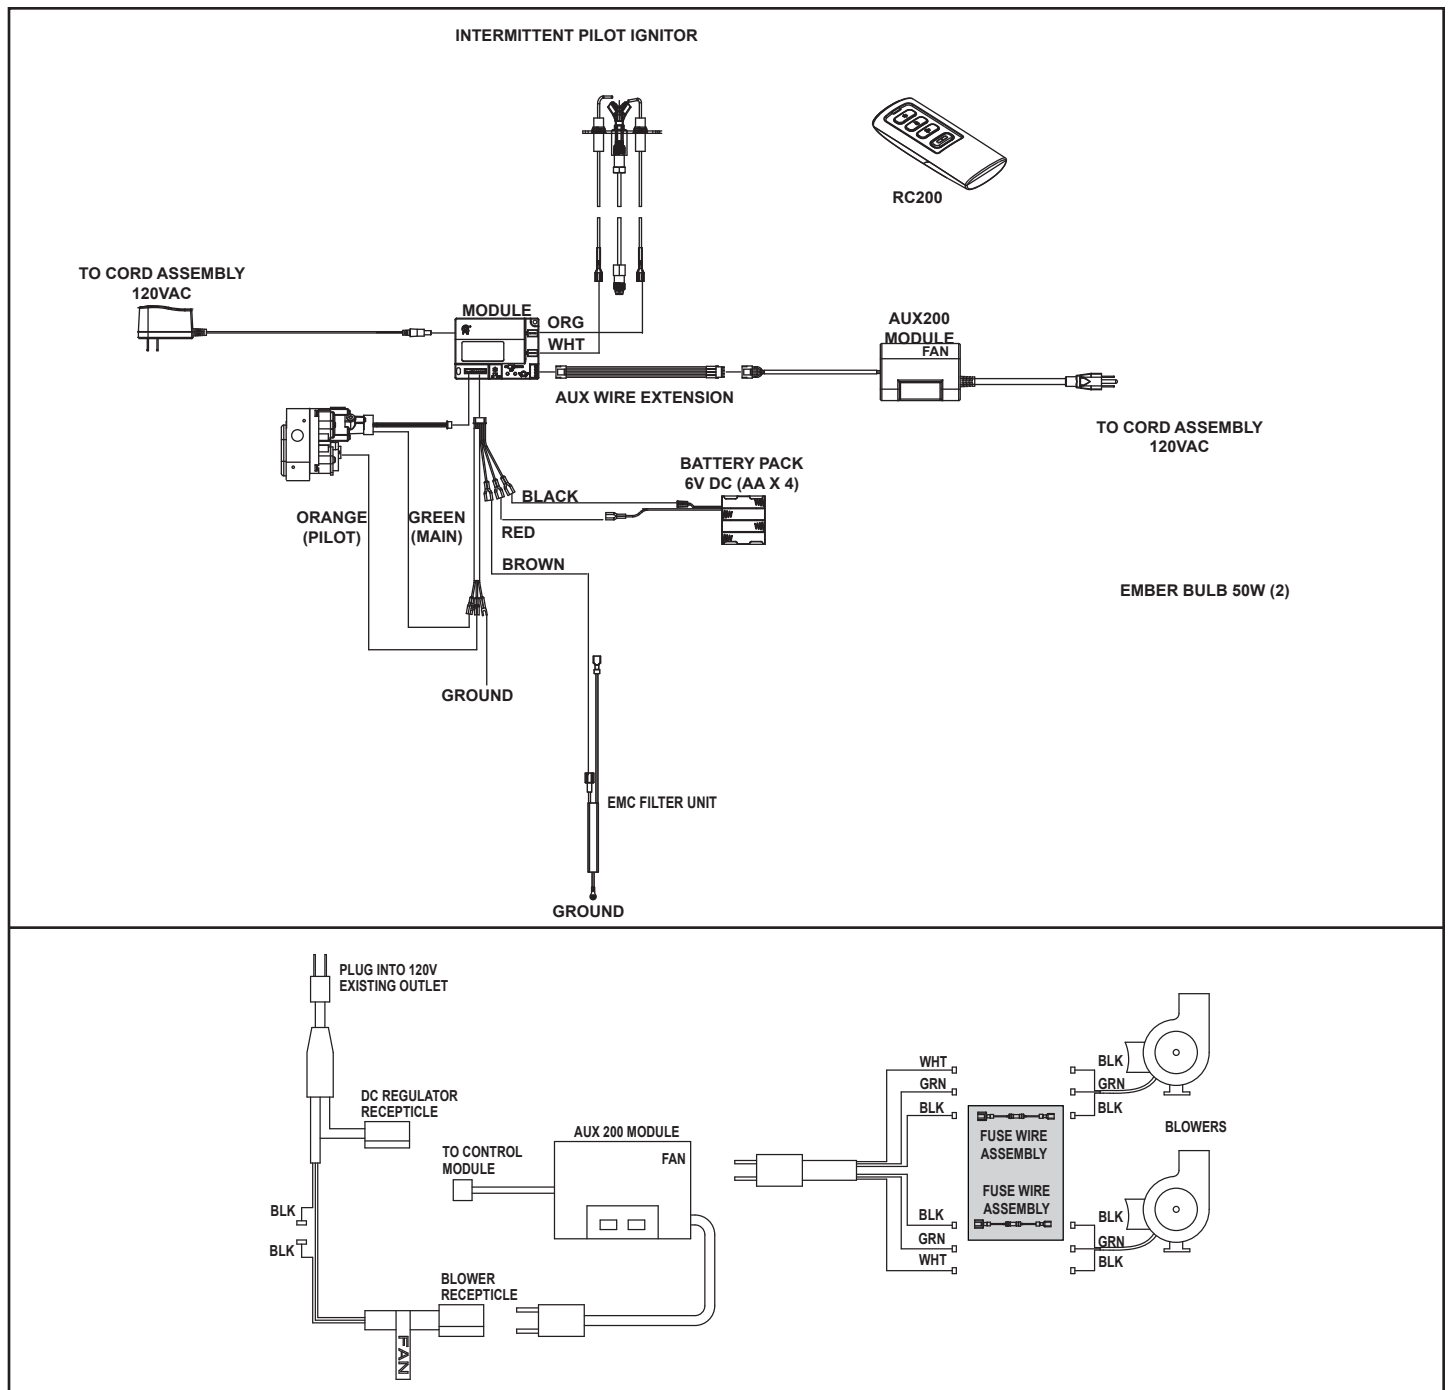 INTERMITTENT PILOT IGNITOR
RC200
TO CORD ASSEMBLY
120VAC
MODULE
ORG
WHT
AUX200
MODULE
FAN
AUX WIRE EXTENSION
TO CORD ASSEMBLY
120VAC
BATTERY PACK
6V DC (AA X 4)
BLACK
ORANGE
(PILOT)
GREEN
(MAIN)
RED
BROWN
EMBER BULB 50W (2)
GROUND
EMC FILTER UNIT
GROUND
PLUG INTO 120V
EXISTING OUTLET
DC REGULATOR
RECEPTICLE
BLK
BLK
TO CONTROL
MODULE
AUX 200 MODULE
FAN
BLOWER
RECEPTICLE
FAN
WHT
GRN
BLK
FUSE WIRE
ASSEMBLY
FUSE WIRE
ASSEMBLY
BLK
GRN
WHT
BLK
GRN
BLK
BLOWERS
BLK
GRN
BLK